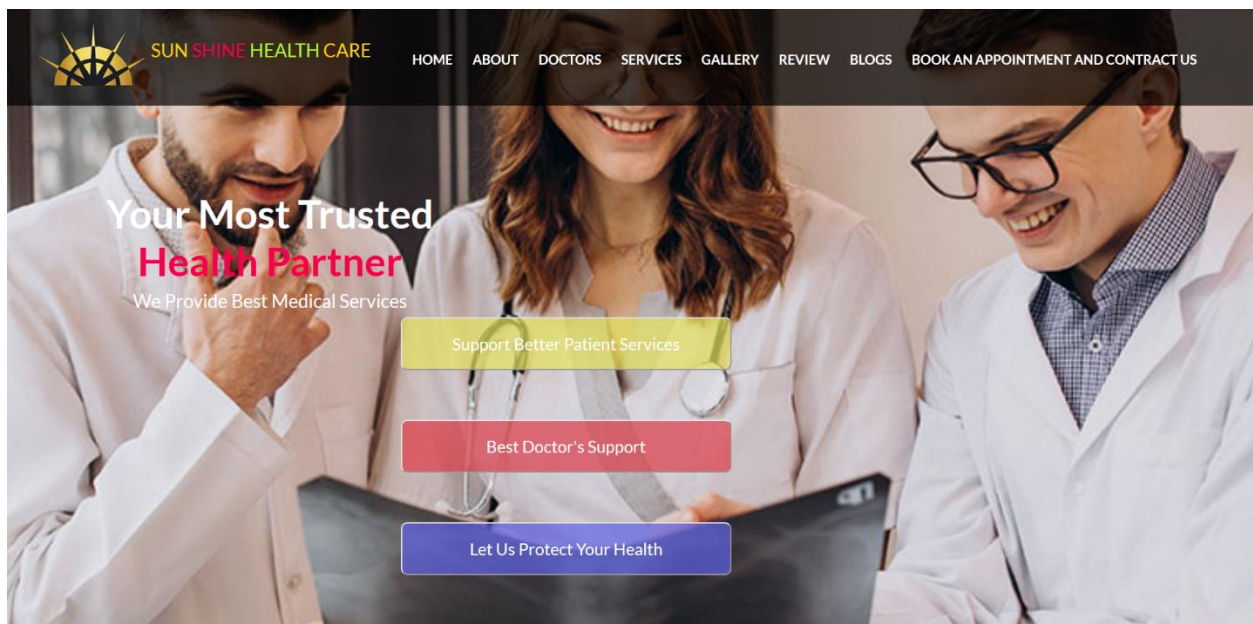 SUN SHINE HEALTH CARE
HOME ABOUT DOCTORS SERVICES GALLERY REVIEW BLOGS BOOK AN APPOINTMENT AND CONTRACT US
Your Most Trusted
Health Partner
We Provide Best Medical Services
Support Better Patient Services
Best Doctor's Support
Let Us Protect Your Health